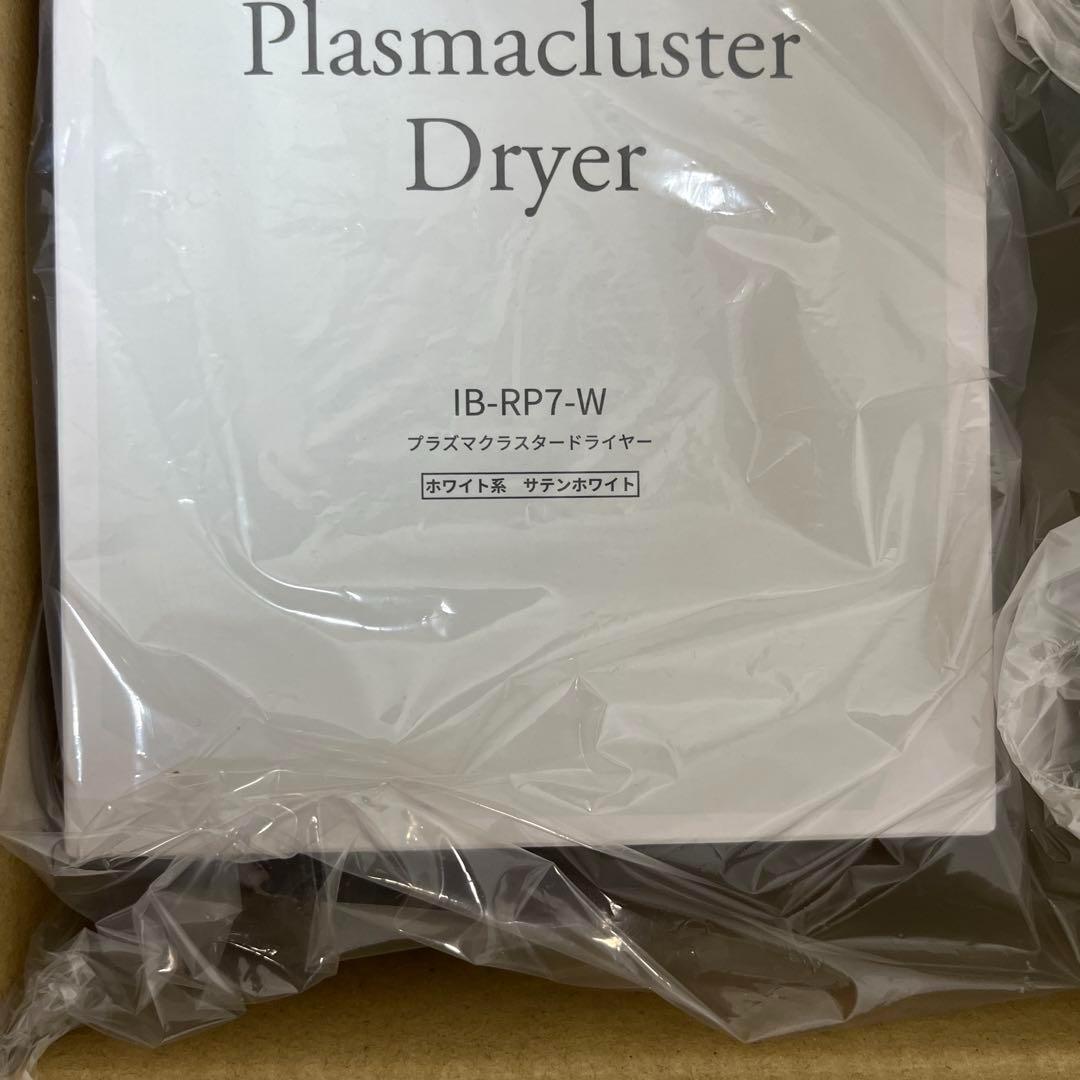 Plasmacluster
Dryer
IB-RP7-W
プラズマクラスタードライヤー
ホワイト系　サテンホワイト